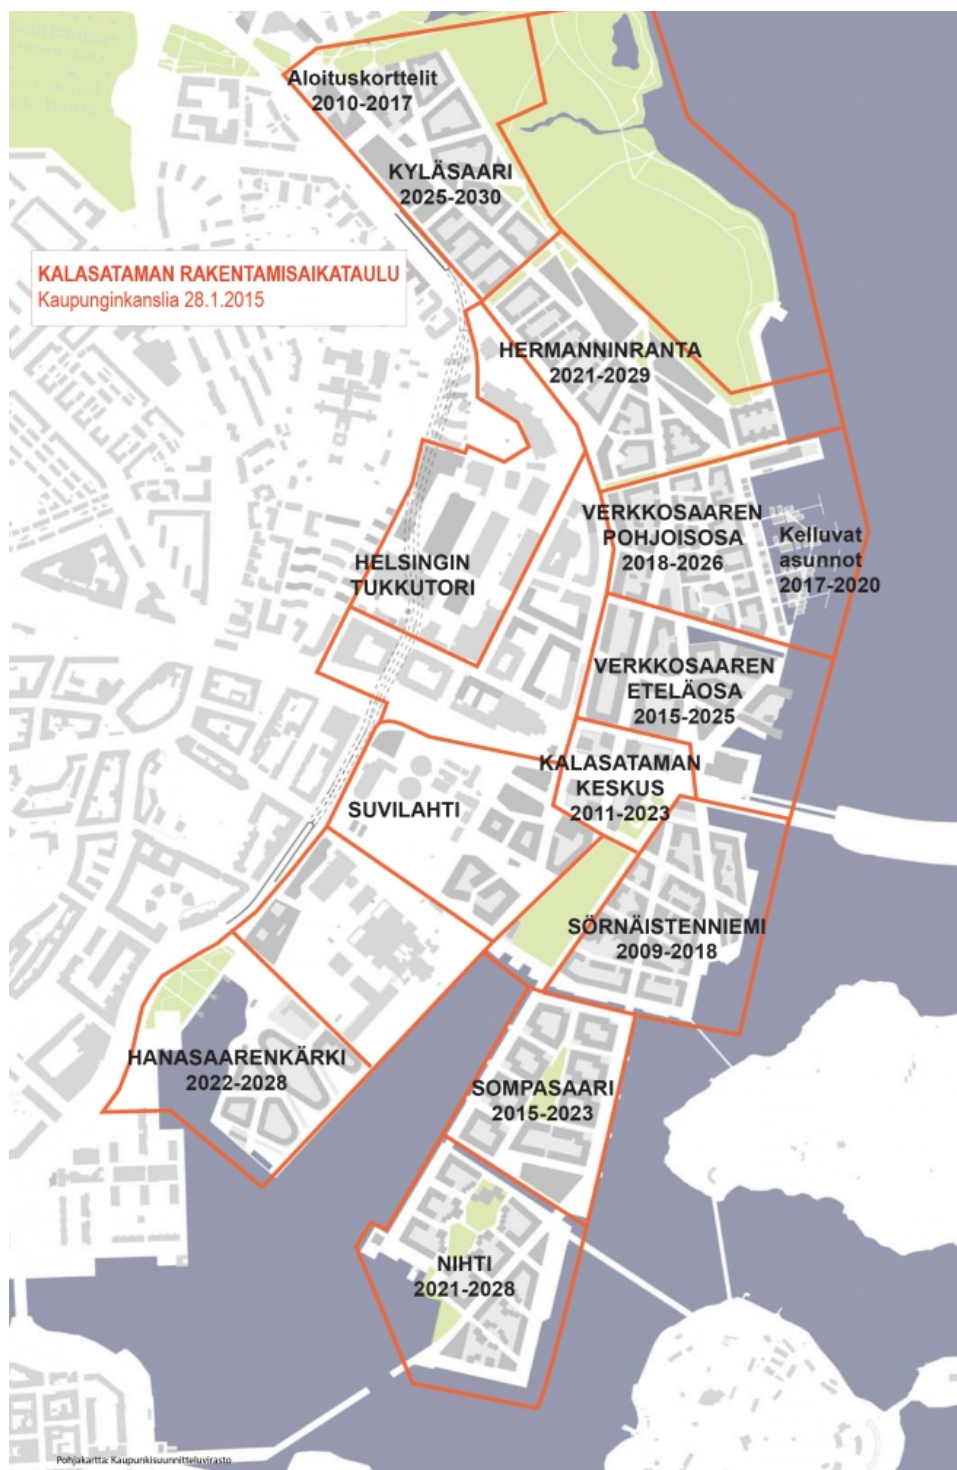 Aloituskorttelit
2010-2017
KYLÄSAARI
2025-2030
KALASATAMAN RAKENTAMISAIKATAULU
Kaupunginkanslia 28.1.2015
HERMANNINRANTA
2021-2029
VERKKOSAAREN
POHJOISOSA
2018-2026
Kelluvat
asunnot
2017-2020
HELSINGIN
TUKKUTORI
VERKKOSAAREN
ETELÄOSA
2015-2025
KALASATAMAN
KESKUS
2011-2023
SUVILAHTI
SÖRNÄISTENNIEMI
2009-2018
HANASAARENKÄRKI
2022-2028
SOMPASAARI
2015-2023
NIHTI
2021-2028
Pohjakartta: Kaupunkisuunnitteluvirasto